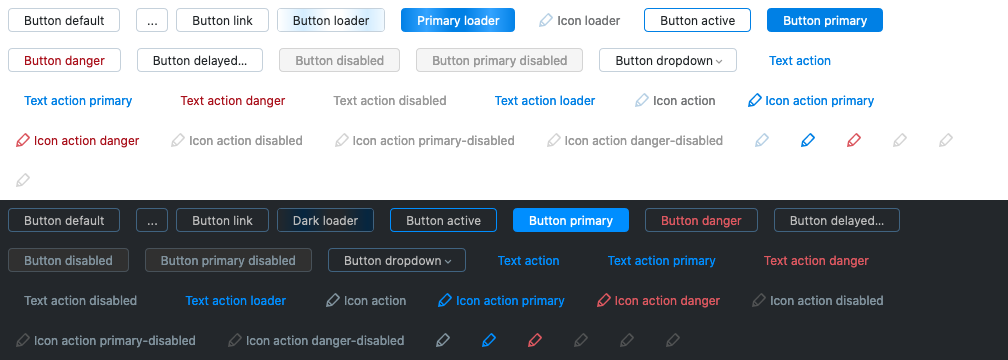 Button default ... Button link Button loader Primary loader Icon loader Button active Button primary
Button danger Button delayed... Button disabled Button primary disabled Button dropdown Text action
Text action primary Text action danger Text action disabled Text action loader Icon action Icon action primary
Icon action danger Icon action disabled Icon action primary-disabled Icon action danger-disabled
Button default ... Button link Dark loader Button active Button primary Button danger Button delayed...
Button disabled Button primary disabled Button dropdown Text action Text action primary Text action danger
Text action disabled Text action loader Icon action Icon action primary Icon action danger Icon action disabled
Icon action primary-disabled Icon action danger-disabled